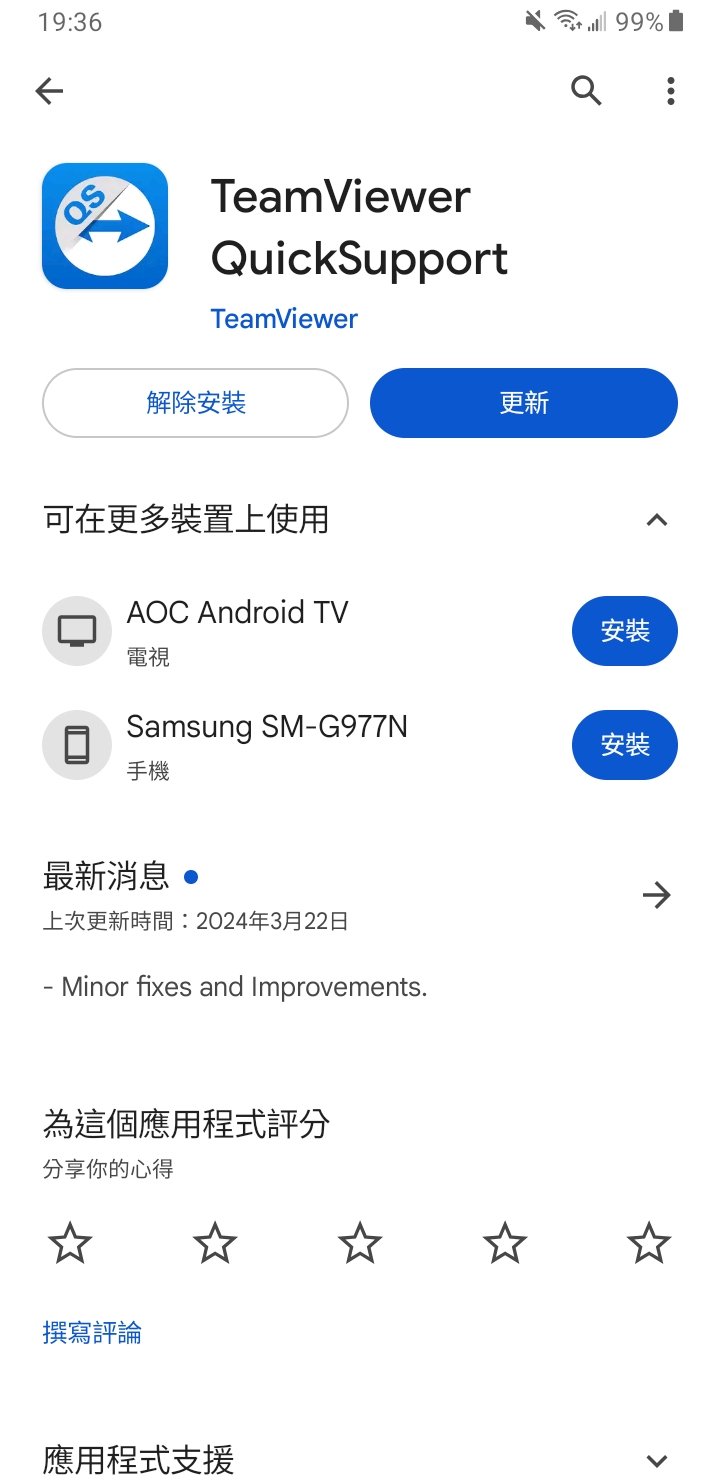 19:36
99%
QS
TeamViewer
QuickSupport
TeamViewer
解除安裝
更新
可在更多裝置上使用
AOC Android TV
電視
安裝
Samsung SM-G977N
手機
安裝
最新消息
上次更新時間：2024年3月22日
- Minor fixes and Improvements.
為這個應用程式評分
分享你的心得
撰寫評論
應用程式支援